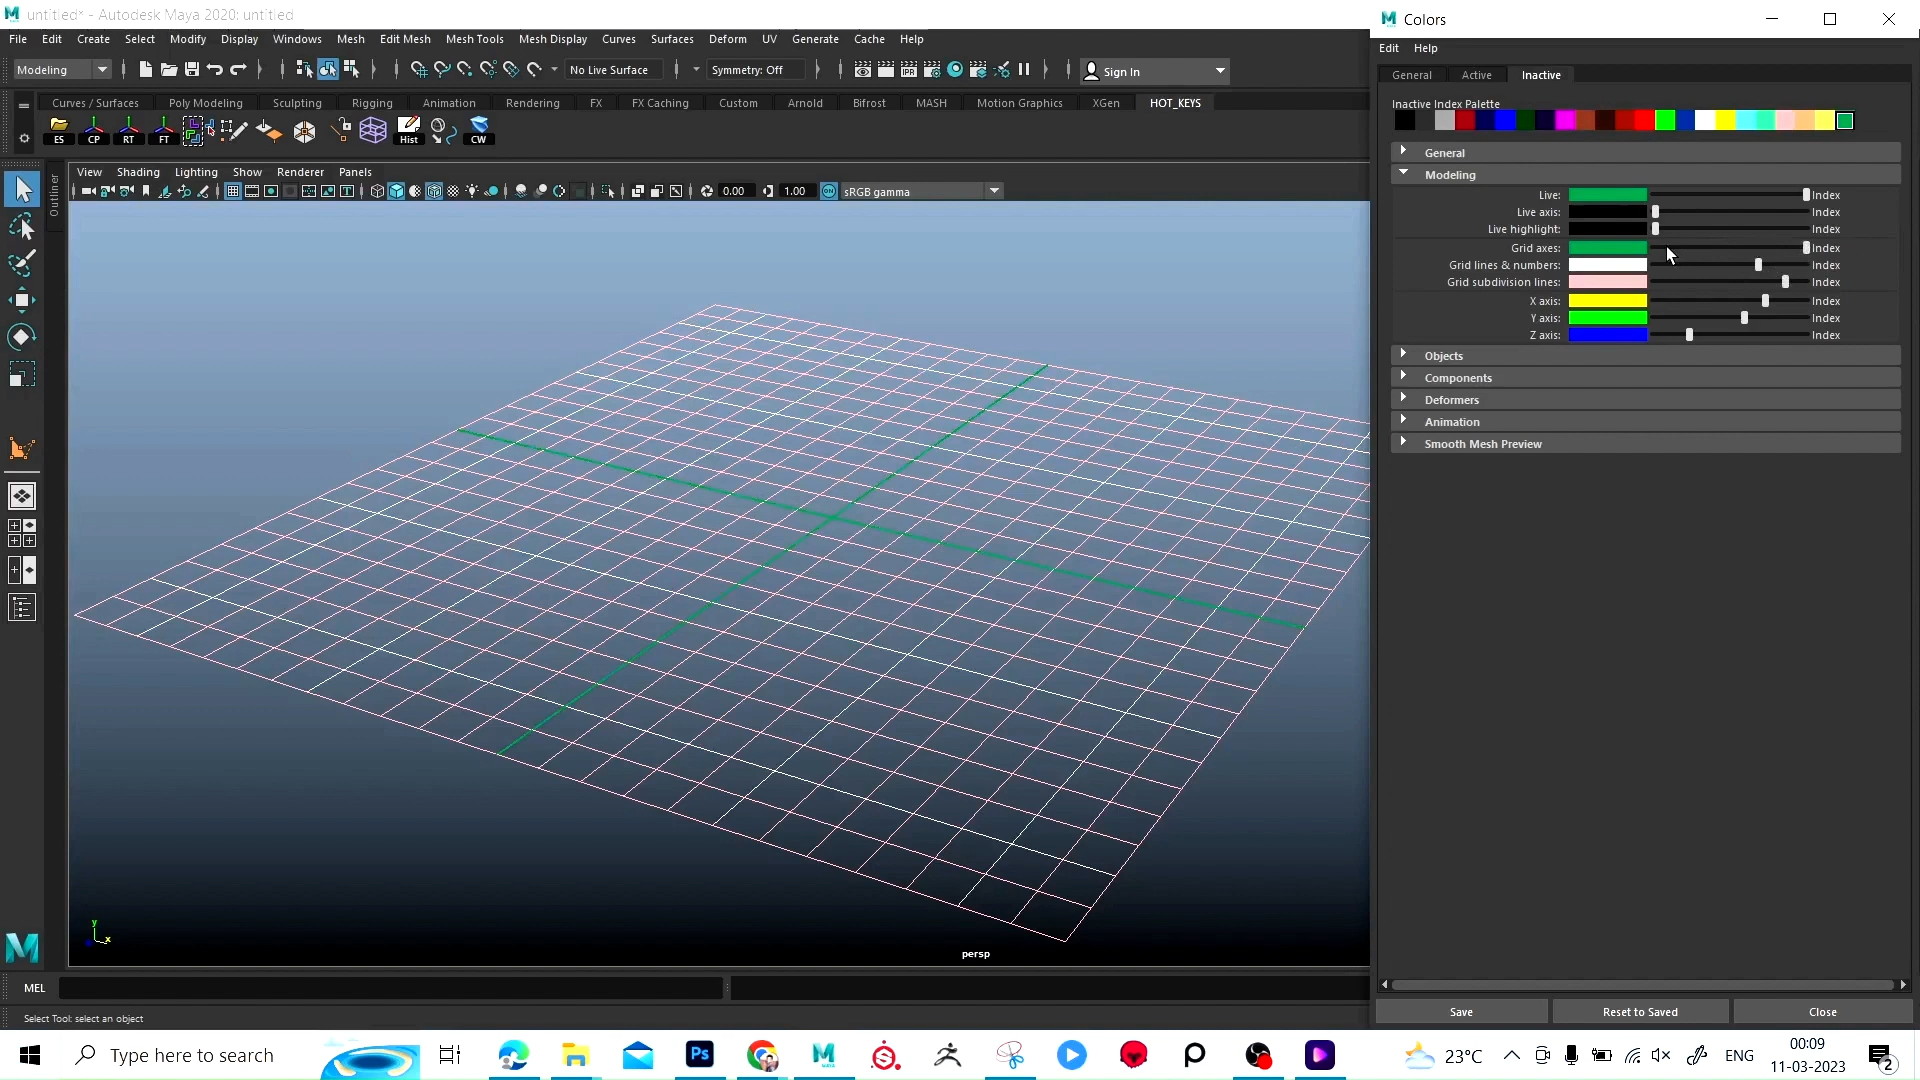 untitled* - Autodesk Maya 2020: untitled
Colors
File Edit Create Select Modify Display Windows Mesh Edit Mesh Mesh Tools Mesh Display Curves Surfaces Deform UV Generate Cache Help
Edit Help
Modeling
No Live Surface
Symmetry: Off
IPR
Sign In
General Active Inactive
Curves / Surfaces Poly Modeling Sculpting Rigging Animation Rendering FX FX Caching Custom Arnold Bifrost MASH Motion Graphics XGen HOT_KEYS
Inactive Index Palette
ES CP RT FT Hist CW
General
View Shading Lighting Show Renderer Panels
Modeling
0.00 1.00 ON sRGB gamma
Outliner
Live: Index
Live axis: Index
Live highlight: Index
Grid axes: Index
Grid lines & numbers: Index
Grid subdivision lines: Index
X axis: Index
Y axis: Index
Z axis: Index
Objects
Components
Deformers
Animation
Smooth Mesh Preview
y
x
persp
MEL
Select Tool: select an object
Save Reset to Saved Close
Type here to search
Ps
23°C
ENG
00:09
11-03-2023
2